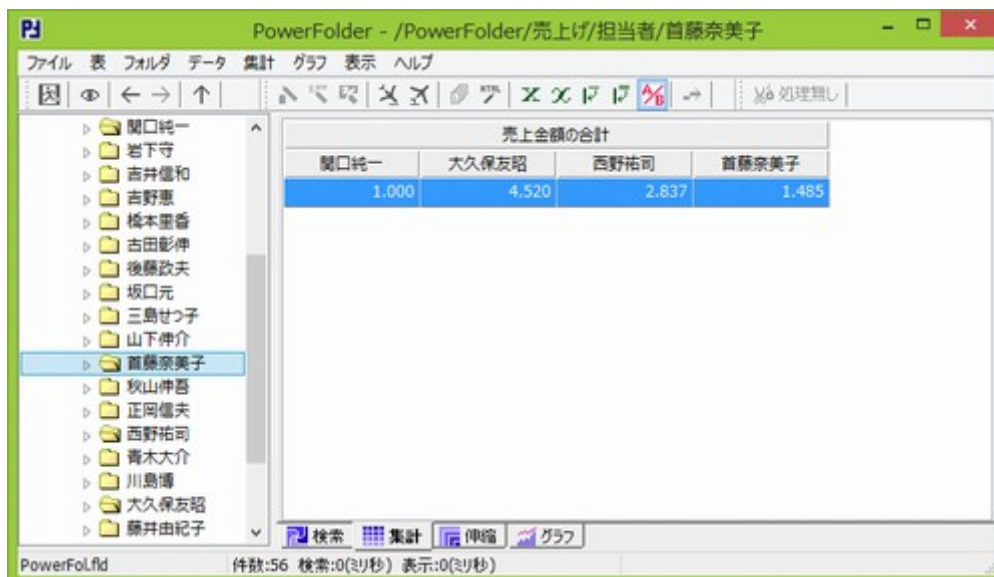 PowerFolder - /PowerFolder/売上げ/担当者/首藤奈美子
ファイル 表 フォルダ データ 集計 グラフ 表示 ヘルプ
処理無し
関口純一
岩下守
吉井信和
吉野恵
橋本里香
古田彰伸
後藤政夫
坂口元
三島せつ子
山下伸介
首藤奈美子
秋山伸吾
正岡信夫
西野祐司
青木大介
川島博
大久保友昭
藤井由紀子
売上金額の合計
関口純一 大久保友昭 西野祐司 首藤奈美子
1.000 4.520 2.837 1.485
検索 集計 伸縮 グラフ
PowerFol.fld 件数:56 検索:0(ミリ秒) 表示:0(ミリ秒)